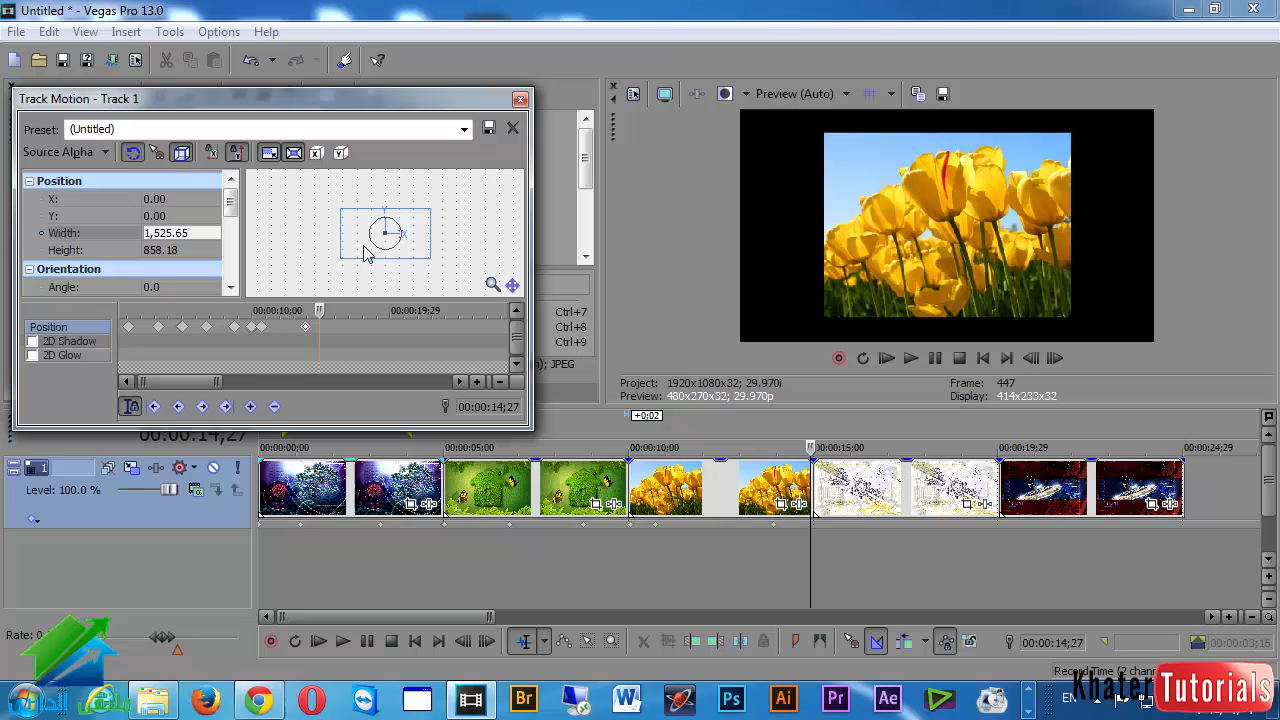 Untitled * - Vegas Pro 13.0
File Edit View Insert Tools Options Help
Track Motion - Track 1
Preset: (Untitled)
Source Alpha
Position
X: 0.00
Y: 0.00
Width: 1,525.65
Height: 858.18
Orientation
Angle: 0.0
Y
X
00:00:10;00 00:00:19;29
Position
2D Shadow
2D Glow
00:00:14;27
Ctrl+7
Ctrl+8
Ctrl+9
); JPEG
Preview (Auto)
Project: 1920x1080x32; 29.970i
Preview: 480x270x32; 29.970p
Frame: 447
Display: 414x233x32
+0;02
00:00:14;27
00:00:00;00 00:00:05;00 00:00:10;00 00:00:15;00 00:00:19;29 00:00:24;29
1
Level: 100.0 %
Rate: 0
00:00:14;27 00:00:03;16
Record Time (2 chann
Br W Ps Ai Pr Ae
EN
Khater Tutorials